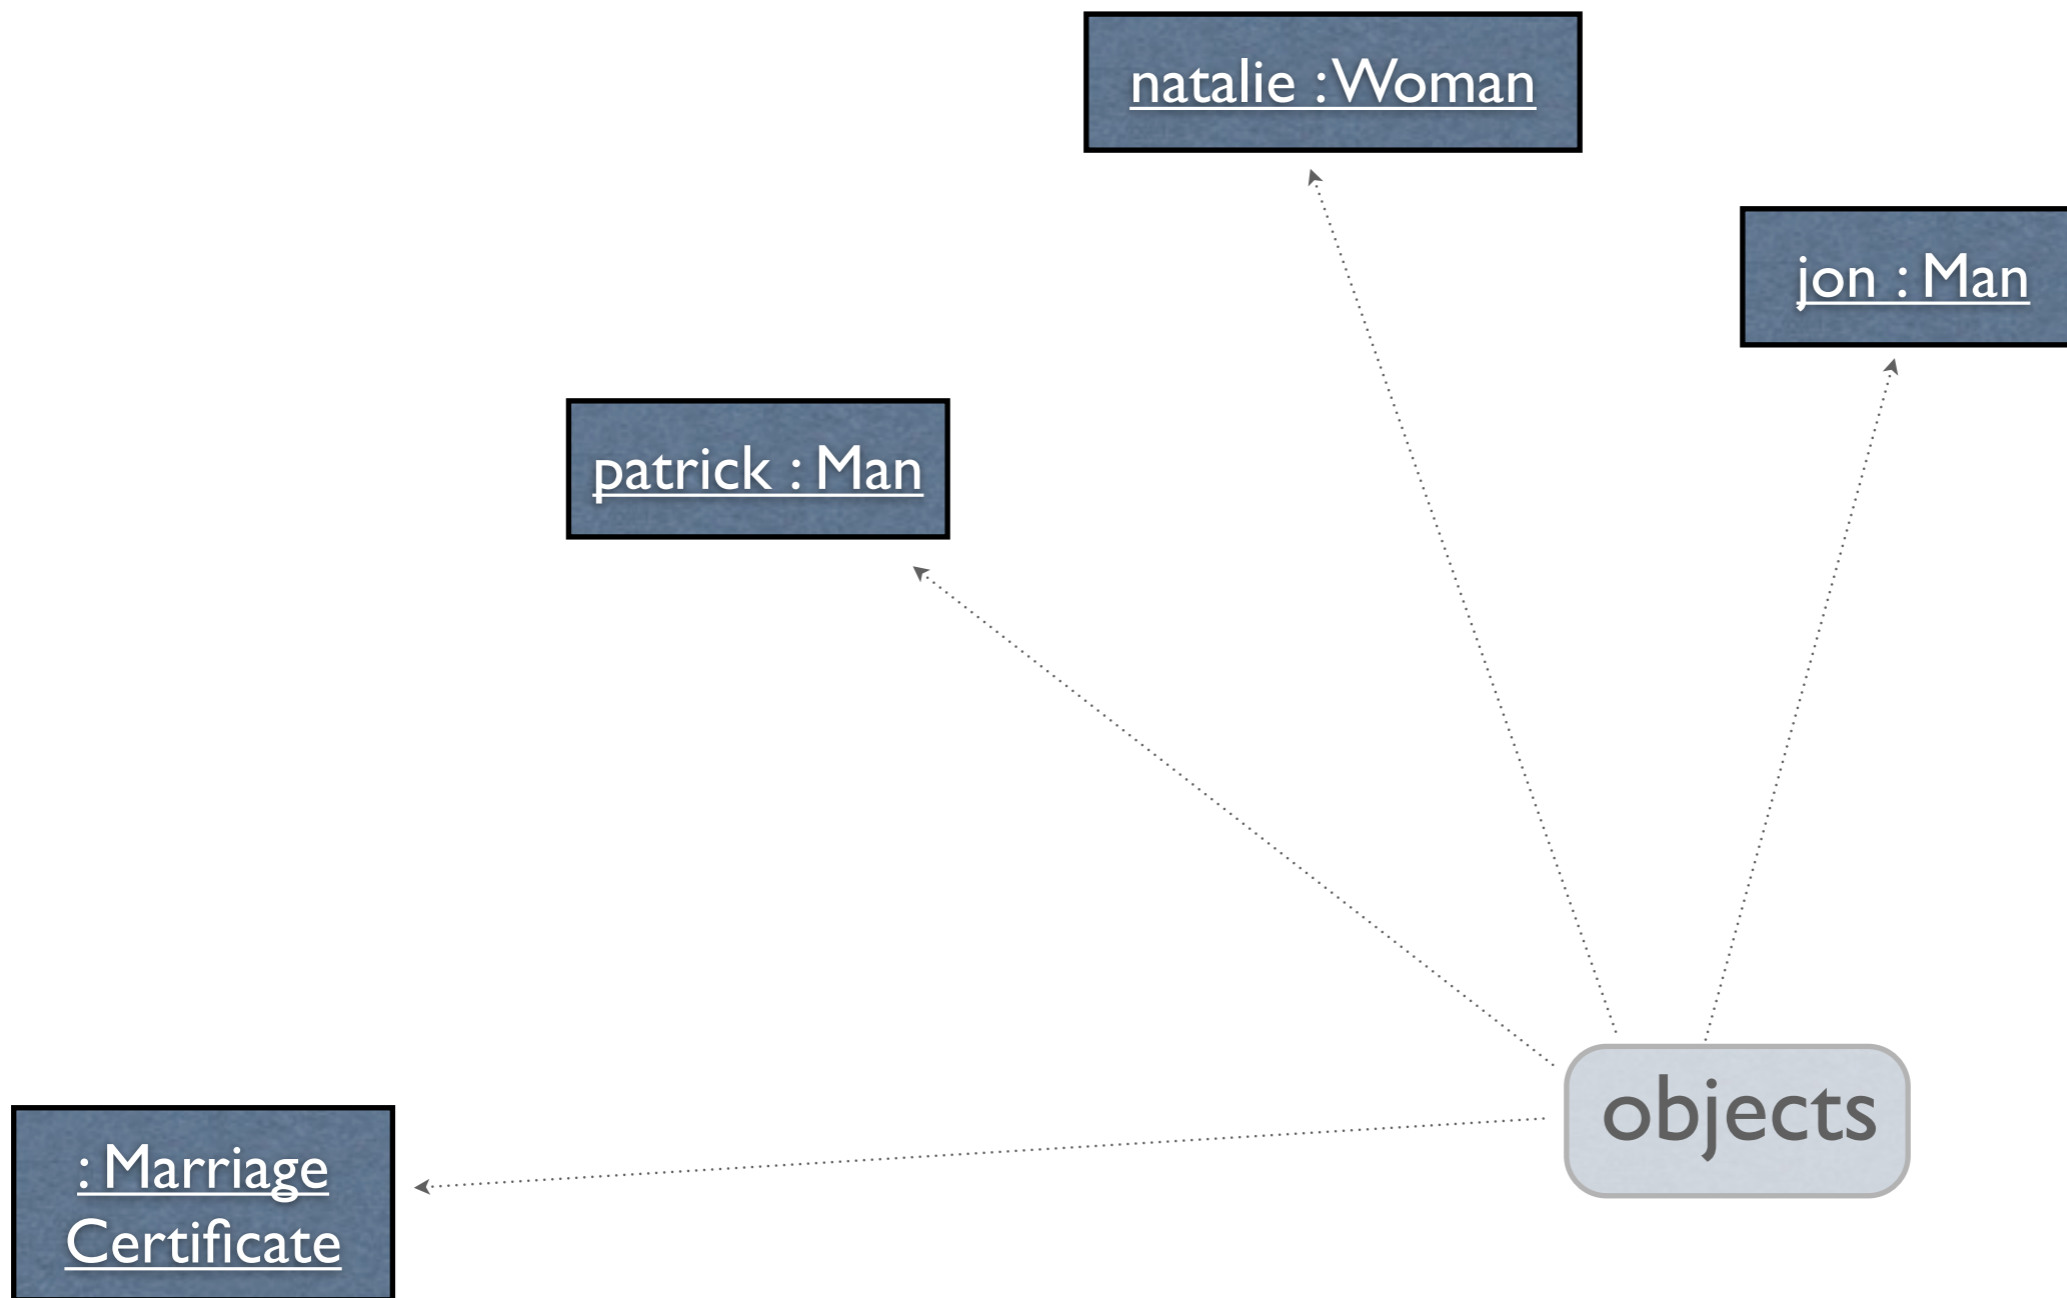 natalie : Woman
jon : Man
patrick : Man
objects
: Marriage
Certificate